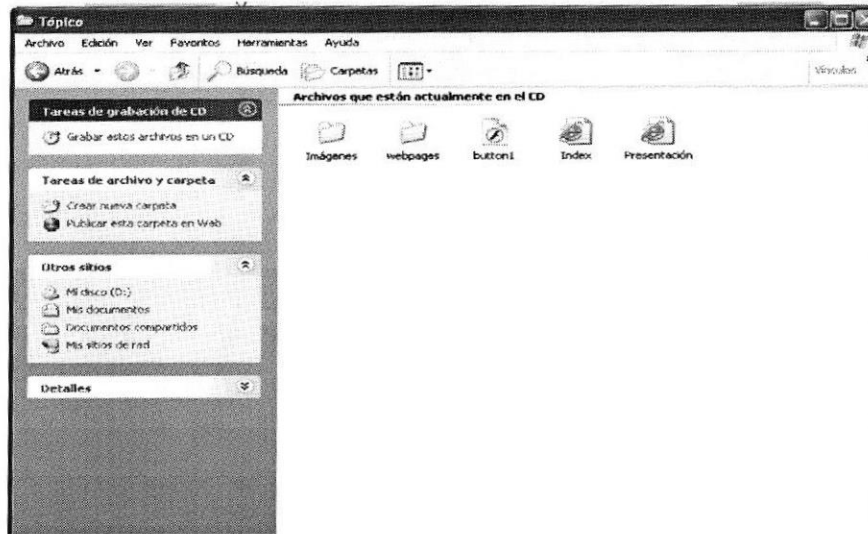 Tópico
Archivo Edición Ver Favoritos Herramientas Ayuda
Atrás Búsqueda Carpetas Vínculos
Tareas de grabación de CD
Grabar estos archivos en un CD
Tareas de archivo y carpeta
Crear nueva carpeta
Publicar esta carpeta en Web
Otros sitios
Mi disco (D:)
Mis documentos
Documentos compartidos
Mis sitios de red
Detalles
Archivos que están actualmente en el CD
Imágenes webpages button1 Index Presentación